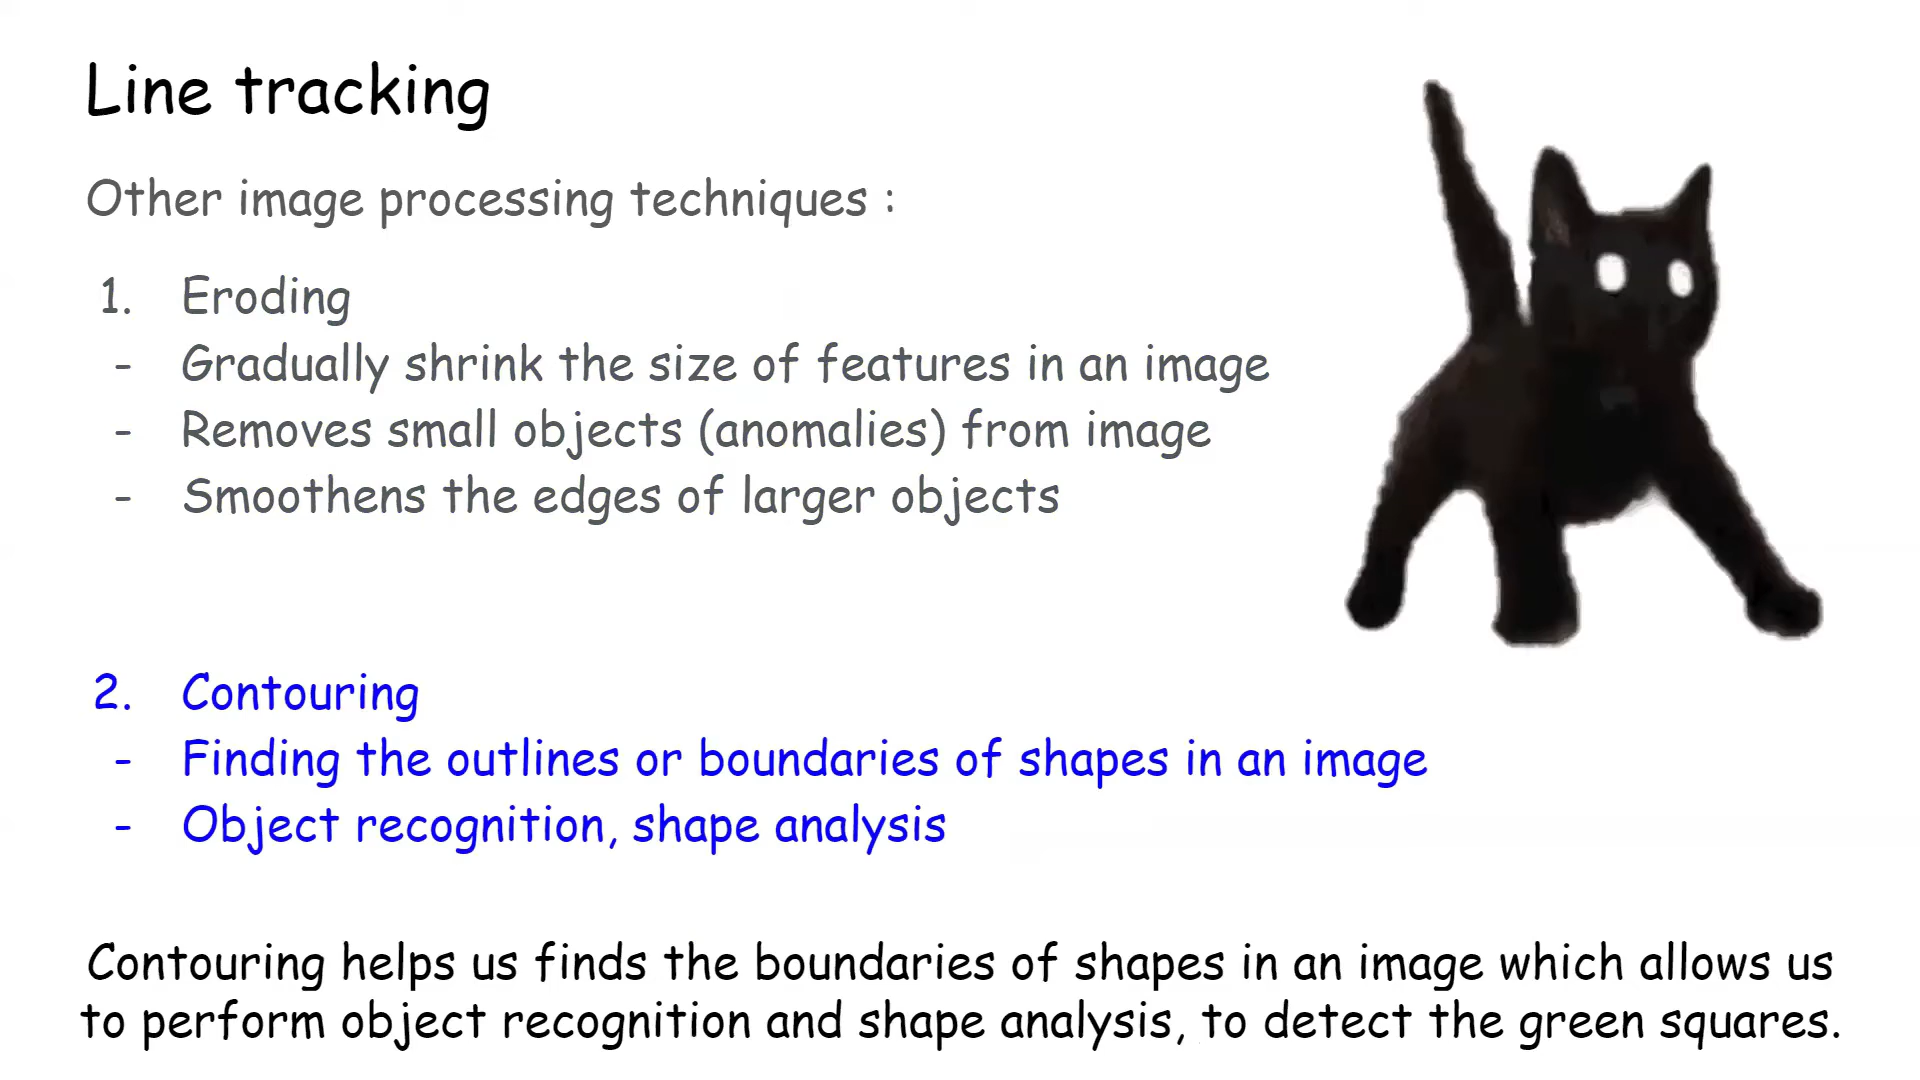 Line tracking
Other image processing techniques :
1. Eroding
- Gradually shrink the size of features in an image
- Removes small objects (anomalies) from image
- Smoothens the edges of larger objects
2. Contouring
- Finding the outlines or boundaries of shapes in an image
- Object recognition, shape analysis
Contouring helps us finds the boundaries of shapes in an image which allows us
to perform object recognition and shape analysis, to detect the green squares.